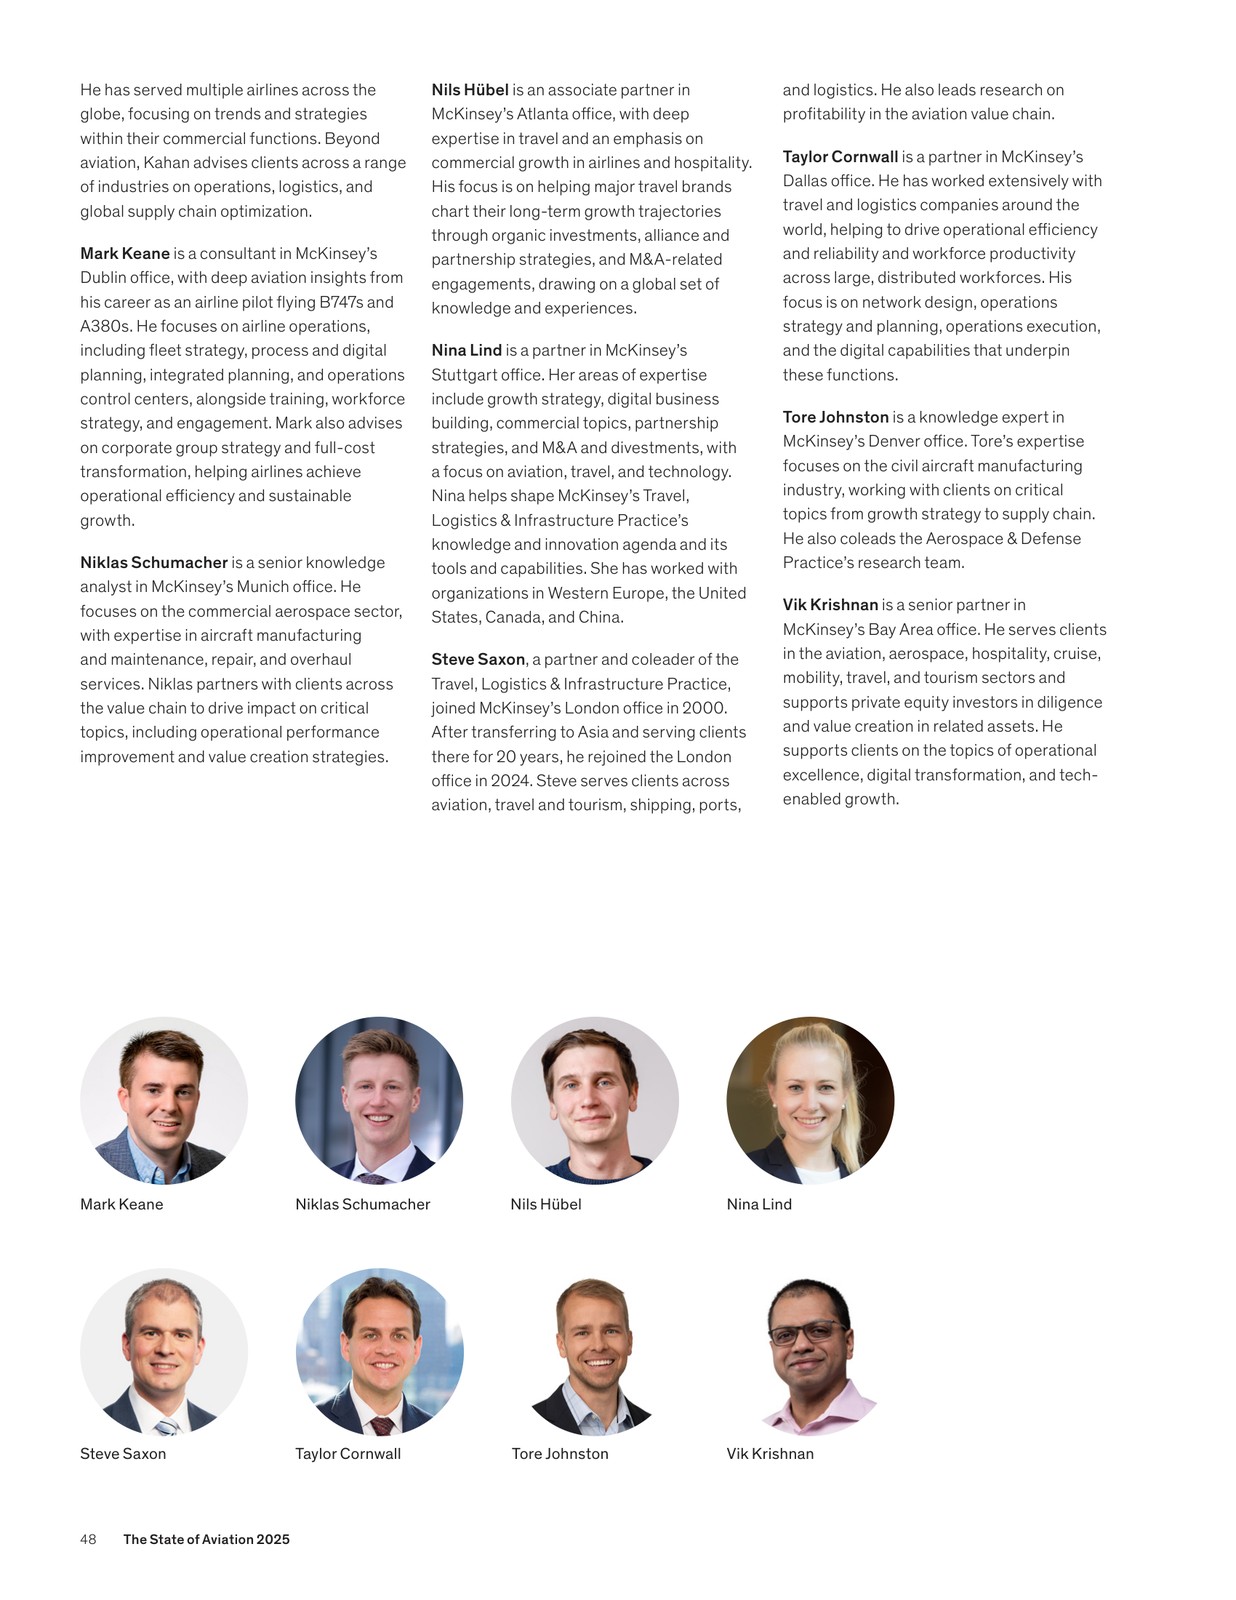 He has served multiple airlines across the
globe, focusing on trends and strategies
within their commercial functions. Beyond
aviation, Kahan advises clients across a range
of industries on operations, logistics, and
global supply chain optimization.
Mark Keane is a consultant in McKinsey’s
Dublin office, with deep aviation insights from
his career as an airline pilot flying B747s and
A380s. He focuses on airline operations,
including fleet strategy, process and digital
planning, integrated planning, and operations
control centers, alongside training, workforce
strategy, and engagement. Mark also advises
on corporate group strategy and full-cost
transformation, helping airlines achieve
operational efficiency and sustainable
growth.
Niklas Schumacher is a senior knowledge
analyst in McKinsey’s Munich office. He
focuses on the commercial aerospace sector,
with expertise in aircraft manufacturing
and maintenance, repair, and overhaul
services. Niklas partners with clients across
the value chain to drive impact on critical
topics, including operational performance
improvement and value creation strategies.
Nils Hübel is an associate partner in
McKinsey’s Atlanta office, with deep
expertise in travel and an emphasis on
commercial growth in airlines and hospitality.
His focus is on helping major travel brands
chart their long-term growth trajectories
through organic investments, alliance and
partnership strategies, and M&A-related
engagements, drawing on a global set of
knowledge and experiences.
Nina Lind is a partner in McKinsey’s
Stuttgart office. Her areas of expertise
include growth strategy, digital business
building, commercial topics, partnership
strategies, and M&A and divestments, with
a focus on aviation, travel, and technology.
Nina helps shape McKinsey’s Travel,
Logistics & Infrastructure Practice’s
knowledge and innovation agenda and its
tools and capabilities. She has worked with
organizations in Western Europe, the United
States, Canada, and China.
Steve Saxon, a partner and coleader of the
Travel, Logistics & Infrastructure Practice,
joined McKinsey’s London office in 2000.
After transferring to Asia and serving clients
there for 20 years, he rejoined the London
office in 2024. Steve serves clients across
aviation, travel and tourism, shipping, ports,
and logistics. He also leads research on
profitability in the aviation value chain.
Taylor Cornwall is a partner in McKinsey’s
Dallas office. He has worked extensively with
travel and logistics companies around the
world, helping to drive operational efficiency
and reliability and workforce productivity
across large, distributed workforces. His
focus is on network design, operations
strategy and planning, operations execution,
and the digital capabilities that underpin
these functions.
Tore Johnston is a knowledge expert in
McKinsey’s Denver office. Tore’s expertise
focuses on the civil aircraft manufacturing
industry, working with clients on critical
topics from growth strategy to supply chain.
He also coleads the Aerospace & Defense
Practice’s research team.
Vik Krishnan is a senior partner in
McKinsey’s Bay Area office. He serves clients
in the aviation, aerospace, hospitality, cruise,
mobility, travel, and tourism sectors and
supports private equity investors in diligence
and value creation in related assets. He
supports clients on the topics of operational
excellence, digital transformation, and tech-
enabled growth.
Mark Keane
Niklas Schumacher
Nils Hübel
Nina Lind
Steve Saxon
Taylor Cornwall
Tore Johnston
Vik Krishnan
48 The State of Aviation 2025